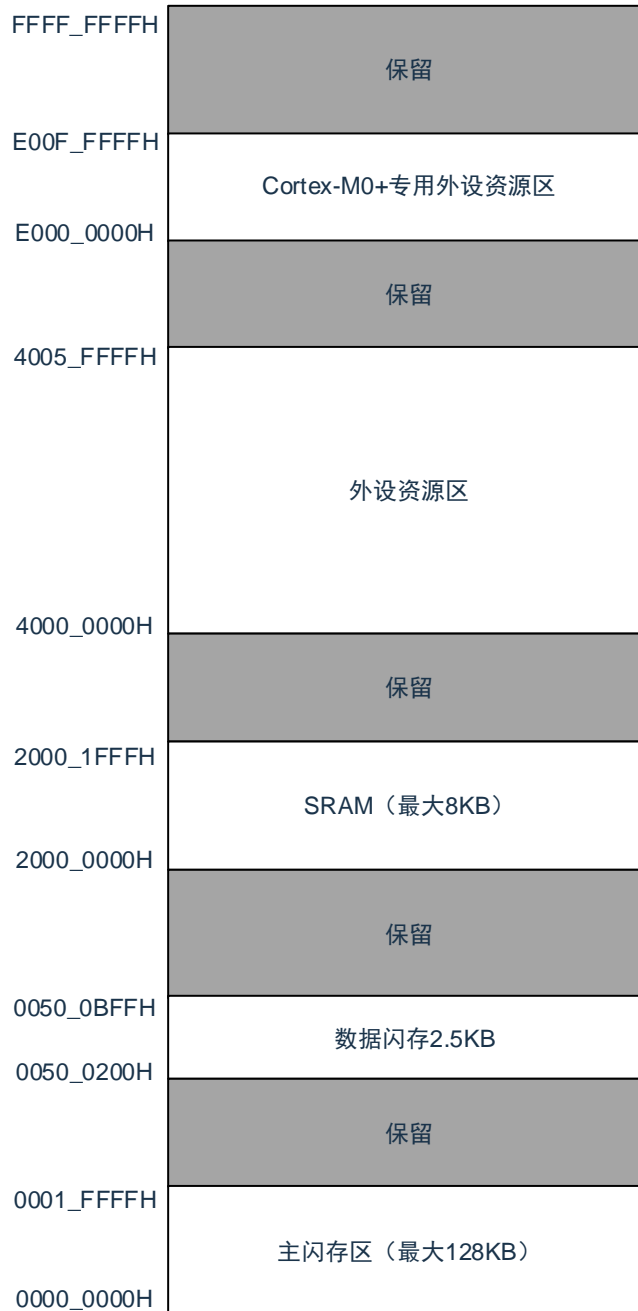 FFFF_FFFFH
保留
E00F_FFFFH
Cortex-M0+专用外设资源区
E000_0000H
保留
4005_FFFFH
外设资源区
4000_0000H
保留
2000_1FFFH
SRAM（最大8KB）
2000_0000H
保留
0050_0BFFH
数据闪存2.5KB
0050_0200H
保留
0001_FFFFH
主闪存区（最大128KB）
0000_0000H